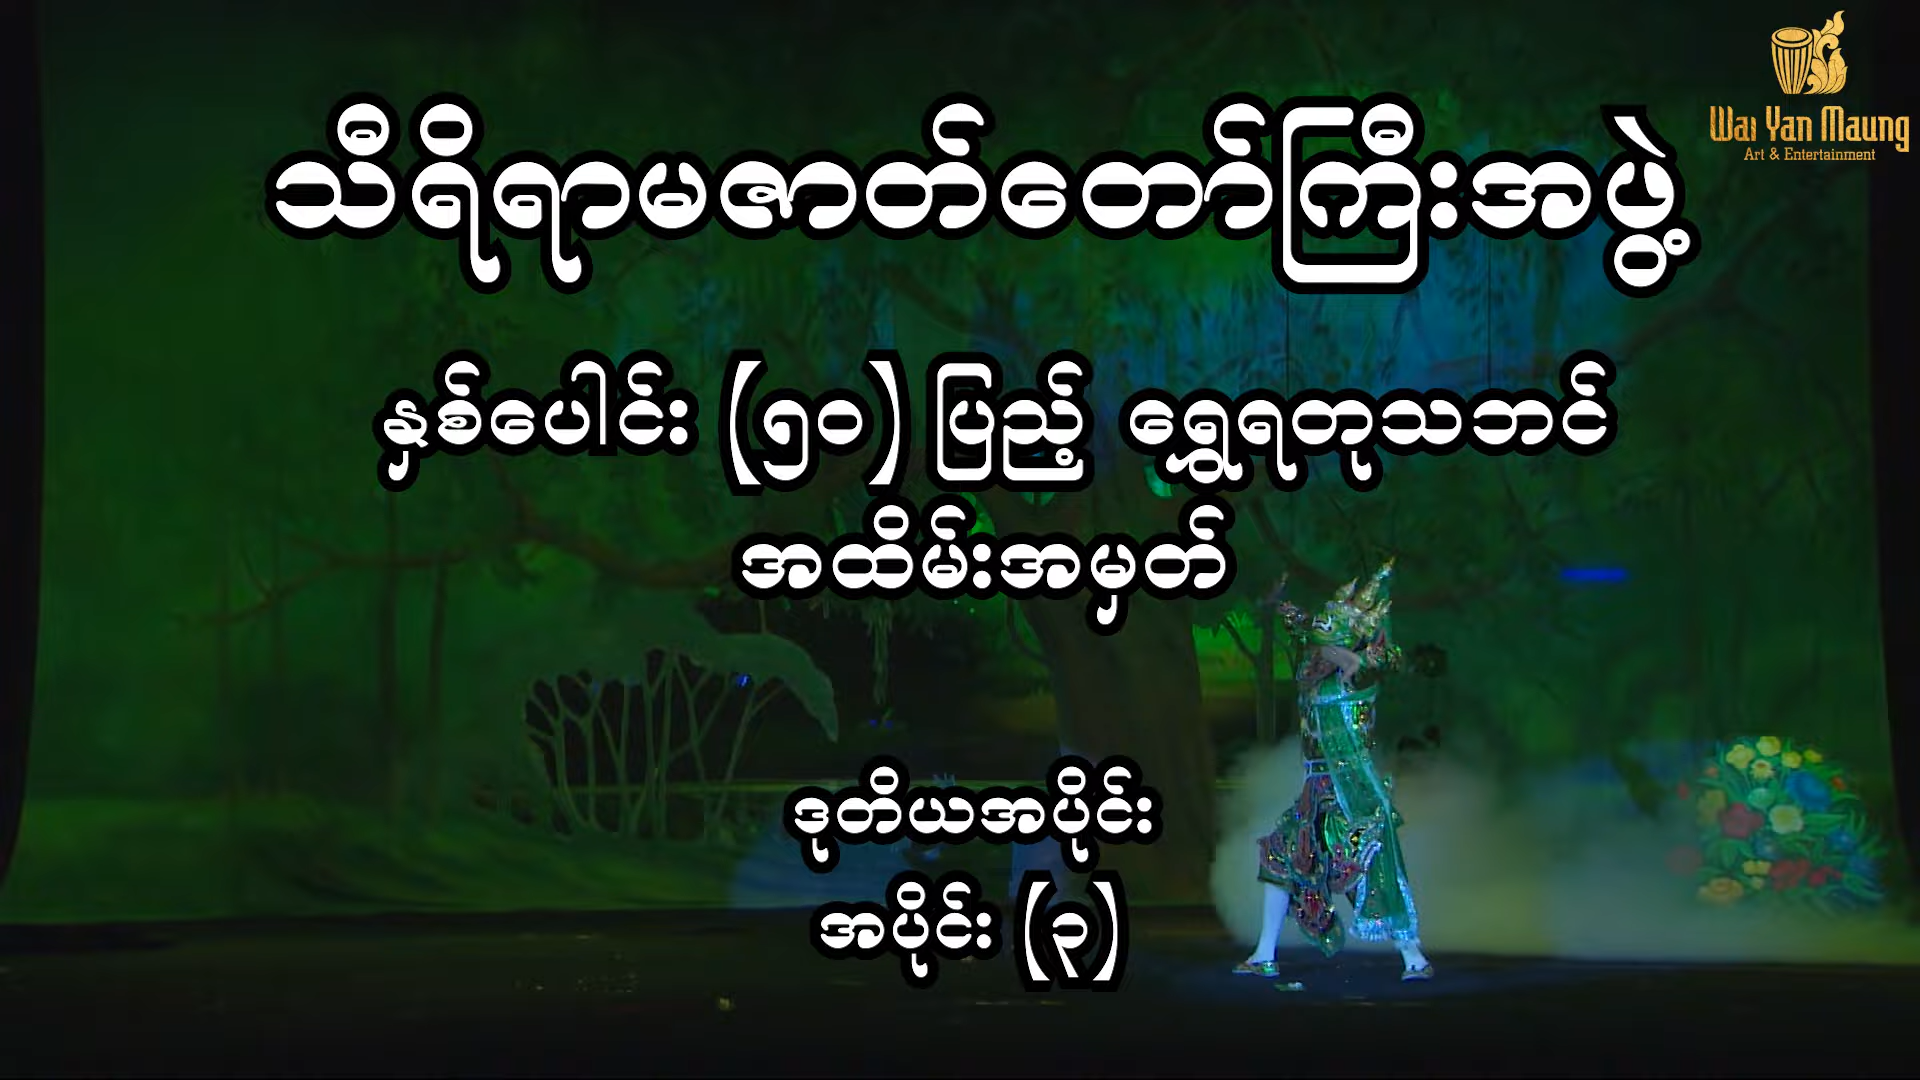 Wai Yan Maung
Art & Entertainment
သီရိရာမဇာတ်တော်ကြီးအဖွဲ့
နှစ်ပေါင်း (၅၀) ပြည့် ရွှေရတုသဘင်
အထိမ်းအမှတ်
ဒုတိယအပိုင်း
အပိုင်း (၃)